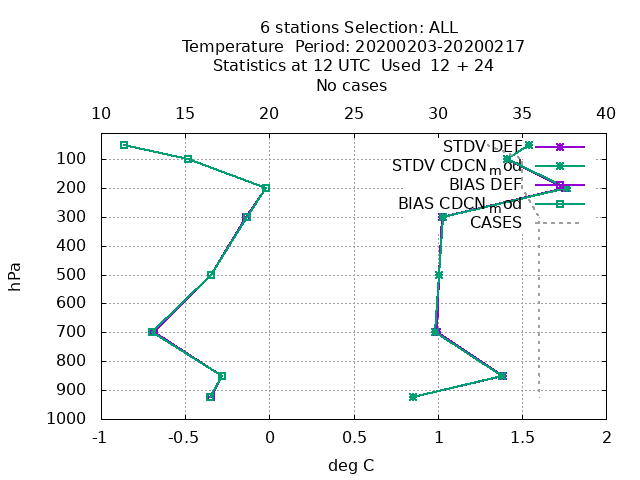 6 stations Selection: ALL
Temperature  Period: 20200203-20200217
Statistics at 12 UTC  Used  12 + 24
No cases
10 15 20 25 30 35 40
STDV DEF
STDV CDCN_mod
BIAS DEF
BIAS CDCN_mod
CASES
100
200
300
400
500
600
700
800
900
1000
hPa
-1 -0.5 0 0.5 1 1.5 2
deg C